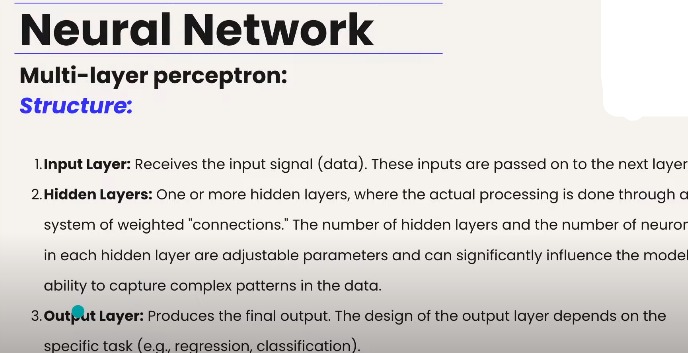 Neural Network
Multi-layer perceptron:
Structure:
1. Input Layer: Receives the input signal (data). These inputs are passed on to the next layer
2. Hidden Layers: One or more hidden layers, where the actual processing is done through a
system of weighted "connections." The number of hidden layers and the number of neuron
in each hidden layer are adjustable parameters and can significantly influence the model
ability to capture complex patterns in the data.
3. Output Layer: Produces the final output. The design of the output layer depends on the
specific task (e.g., regression, classification).